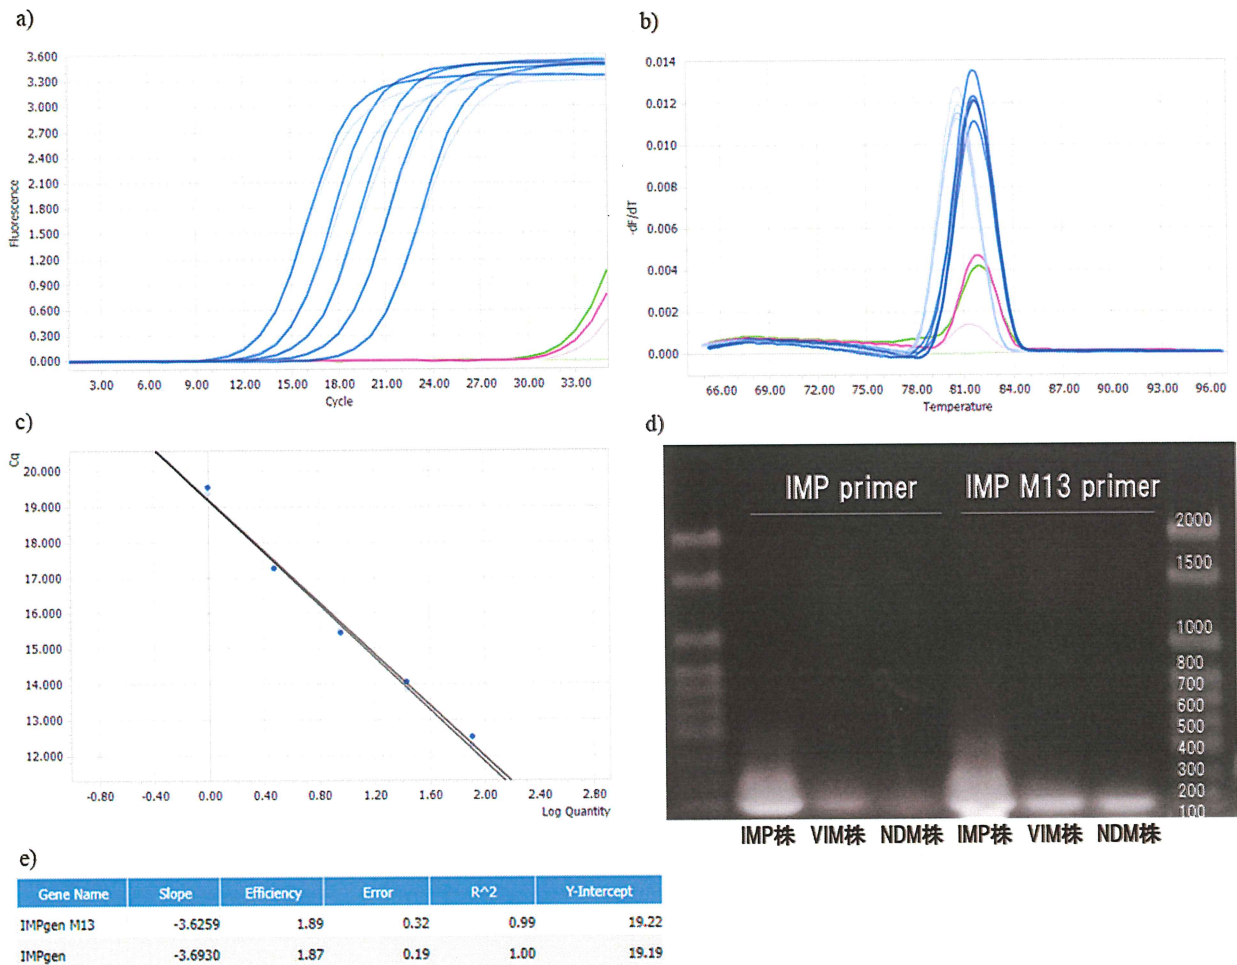 a)
3.600
3.300
3.000
2.700
2.400
2.100
1.800
1.500
1.200
0.900
0.600
0.300
0.000
Fluorescence
3.00 6.00 9.00 12.00 15.00 18.00 21.00 24.00 27.00 30.00 33.00
Cycle
b)
0.014
0.012
0.010
0.008
0.006
0.004
0.002
0.000
-dF/dT
66.00 69.00 72.00 75.00 78.00 81.00 84.00 87.00 90.00 93.00 96.00
Temperature
c)
Cq
20.000
19.000
18.000
17.000
16.000
15.000
14.000
13.000
12.000
-0.80 -0.40 0.00 0.40 0.80 1.20 1.60 2.00 2.40 2.80
Log Quantity
d)
IMP primer IMP M13 primer
2000
1500
1000
800
700
600
500
400
300
200
100
IMP株 VIM株 NDM株 IMP株 VIM株 NDM株
e)
Gene Name Slope Efficiency Error R^2 Y-Intercept
IMPgen M13 -3.6259 1.89 0.32 0.99 19.22
IMPgen -3.6930 1.87 0.19 1.00 19.19